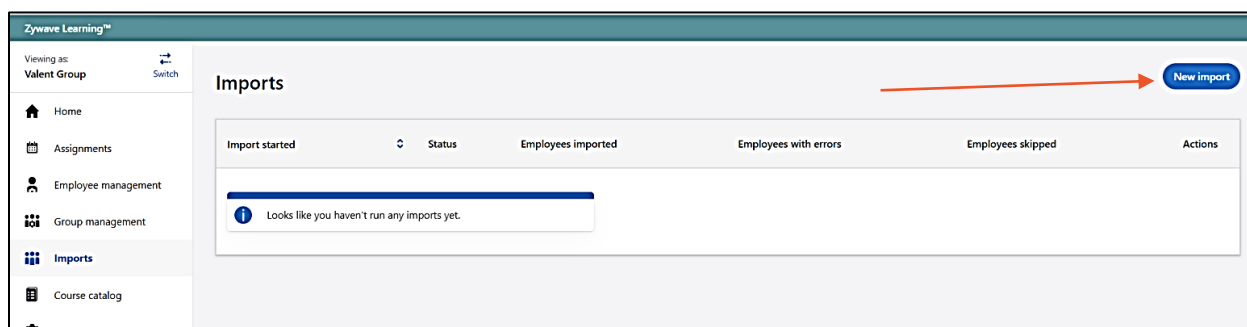 Zywave Learning™
Viewing as:
Valent Group
Switch
Home
Assignments
Employee management
Group management
Imports
Course catalog
Imports
New import
Import started Status Employees imported Employees with errors Employees skipped Actions
Looks like you haven't run any imports yet.